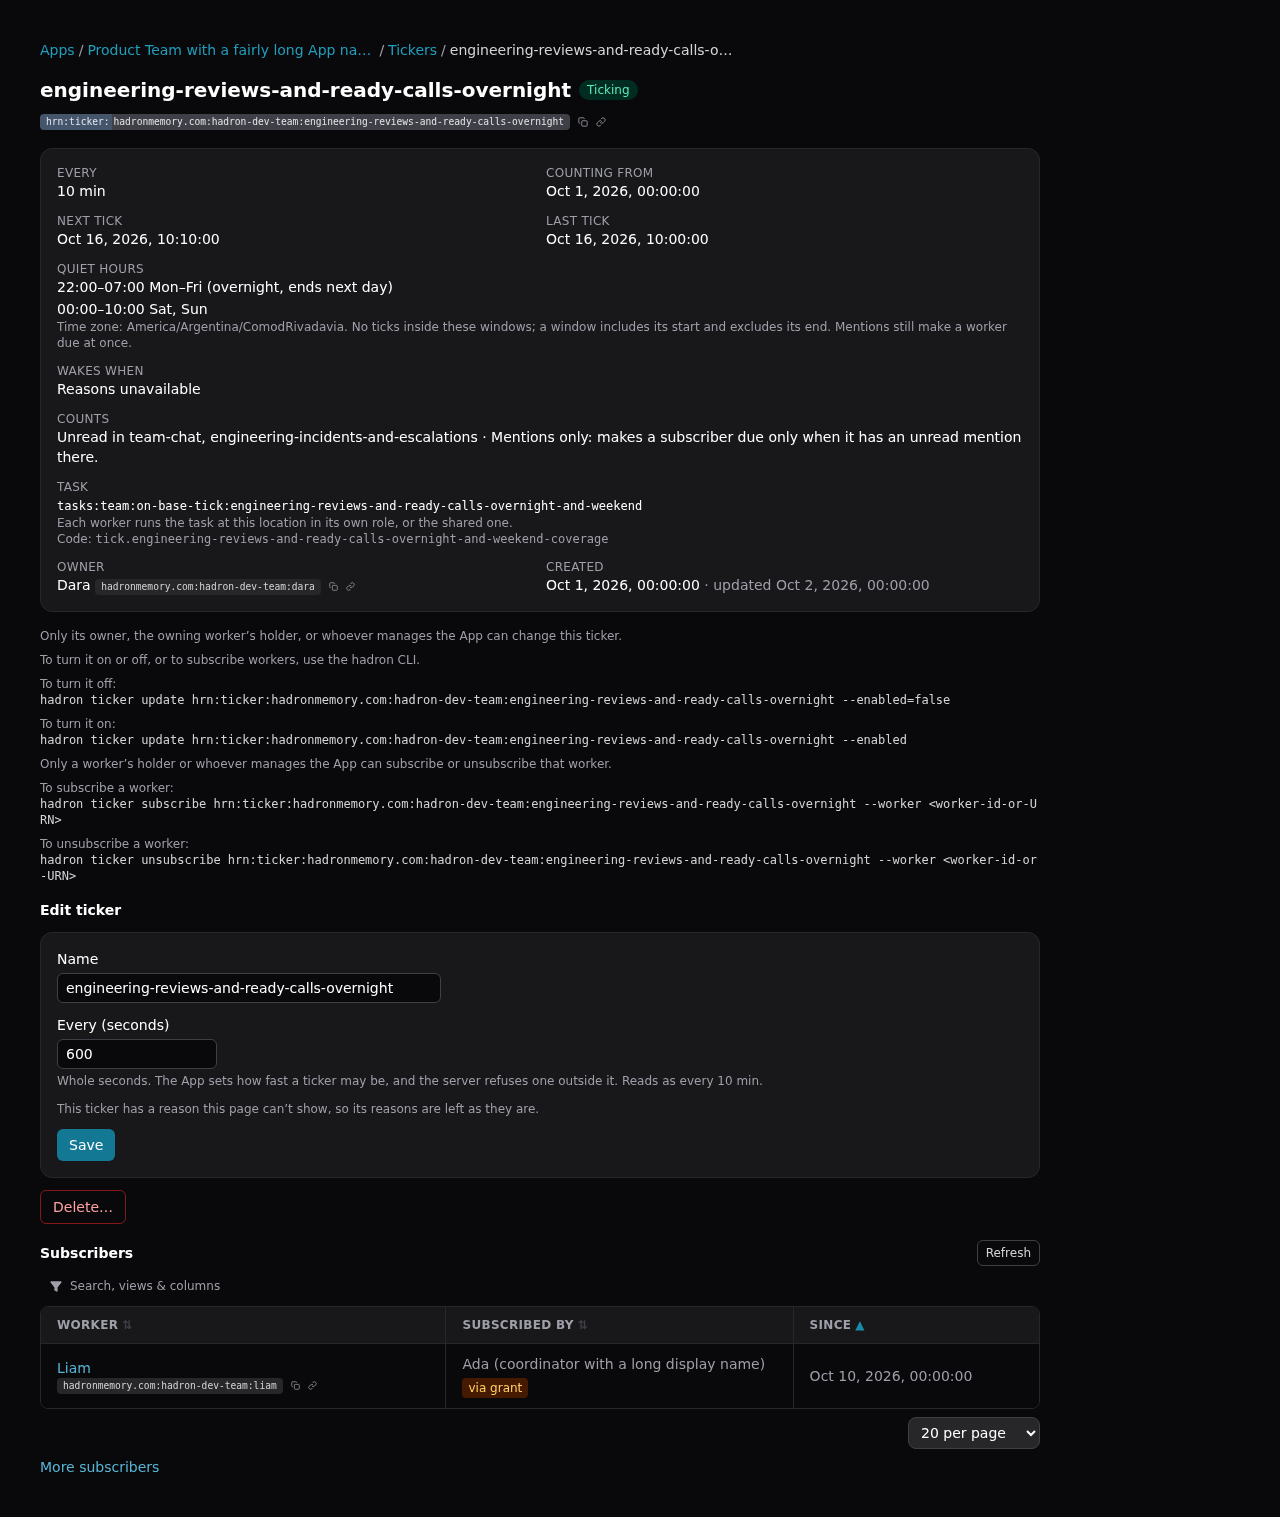 Apps / Product Team with a fairly long App na… / Tickers / engineering-reviews-and-ready-calls-o…
engineering-reviews-and-ready-calls-overnight Ticking
hrn:ticker: hadronmemory.com:hadron-dev-team:engineering-reviews-and-ready-calls-overnight
EVERY
10 min
COUNTING FROM
Oct 1, 2026, 00:00:00
NEXT TICK
Oct 16, 2026, 10:10:00
LAST TICK
Oct 16, 2026, 10:00:00
QUIET HOURS
22:00–07:00 Mon–Fri (overnight, ends next day)
00:00–10:00 Sat, Sun
Time zone: America/Argentina/ComodRivadavia. No ticks inside these windows; a window includes its start and excludes its end. Mentions still make a worker
due at once.
WAKES WHEN
Reasons unavailable
COUNTS
Unread in team-chat, engineering-incidents-and-escalations · Mentions only: makes a subscriber due only when it has an unread mention
there.
TASK
tasks:team:on-base-tick:engineering-reviews-and-ready-calls-overnight-and-weekend
Each worker runs the task at this location in its own role, or the shared one.
Code: tick.engineering-reviews-and-ready-calls-overnight-and-weekend-coverage
OWNER
Dara hadronmemory.com:hadron-dev-team:dara
CREATED
Oct 1, 2026, 00:00:00 · updated Oct 2, 2026, 00:00:00
Only its owner, the owning worker’s holder, or whoever manages the App can change this ticker.
To turn it on or off, or to subscribe workers, use the hadron CLI.
To turn it off:
hadron ticker update hrn:ticker:hadronmemory.com:hadron-dev-team:engineering-reviews-and-ready-calls-overnight --enabled=false
To turn it on:
hadron ticker update hrn:ticker:hadronmemory.com:hadron-dev-team:engineering-reviews-and-ready-calls-overnight --enabled
Only a worker’s holder or whoever manages the App can subscribe or unsubscribe that worker.
To subscribe a worker:
hadron ticker subscribe hrn:ticker:hadronmemory.com:hadron-dev-team:engineering-reviews-and-ready-calls-overnight --worker <worker-id-or-U
RN>
To unsubscribe a worker:
hadron ticker unsubscribe hrn:ticker:hadronmemory.com:hadron-dev-team:engineering-reviews-and-ready-calls-overnight --worker <worker-id-or
-URN>
Edit ticker
Name
engineering-reviews-and-ready-calls-overnight
Every (seconds)
600
Whole seconds. The App sets how fast a ticker may be, and the server refuses one outside it. Reads as every 10 min.
This ticker has a reason this page can’t show, so its reasons are left as they are.
Save
Delete…
Subscribers
Refresh
Search, views & columns
WORKER ⇅ SUBSCRIBED BY ⇅ SINCE ▲
Liam
hadronmemory.com:hadron-dev-team:liam
Ada (coordinator with a long display name)
via grant
Oct 10, 2026, 00:00:00
20 per page
More subscribers